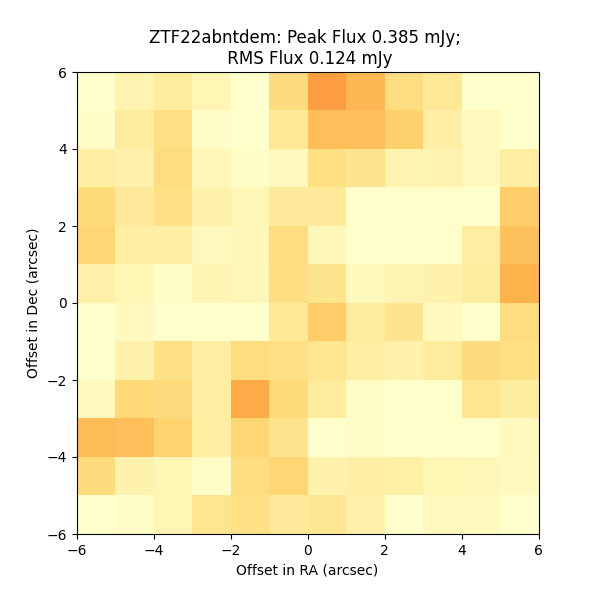 ZTF22abntdem: Peak Flux 0.385 mJy;
RMS Flux 0.124 mJy
6
4
2
0
−2
−4
−6
Offset in Dec (arcsec)
−6 −4 −2 0 2 4 6
Offset in RA (arcsec)